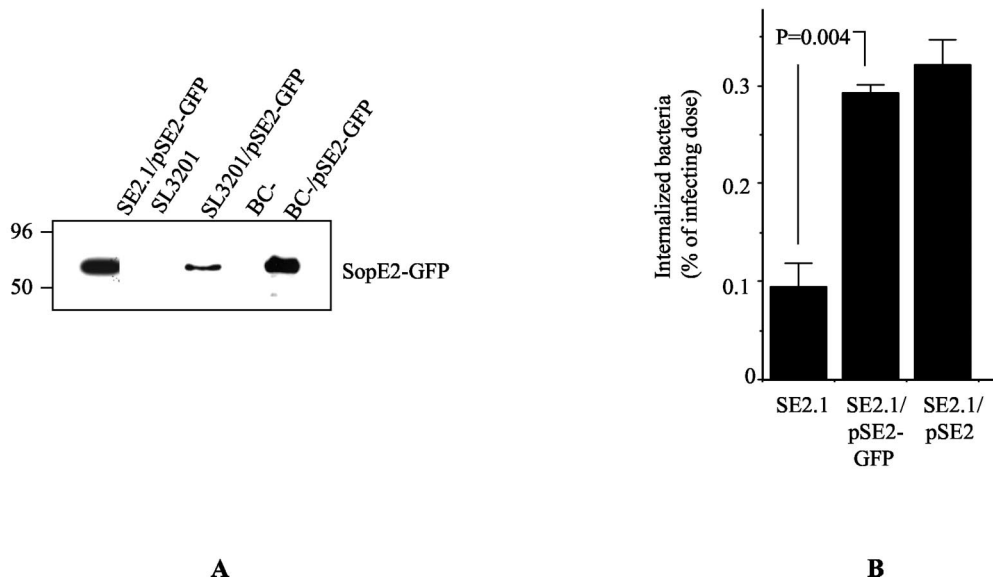 SE2.1/pSE2-GFP
SL3201
SL3201/pSE2-GFP
BC-
BC-/pSE2-GFP
96
50
SopE2-GFP
A
Internalized bacteria
(% of infecting dose)
P=0.004
0.3
0.2
0.1
0
SE2.1
SE2.1/
pSE2-
GFP
SE2.1/
pSE2
B